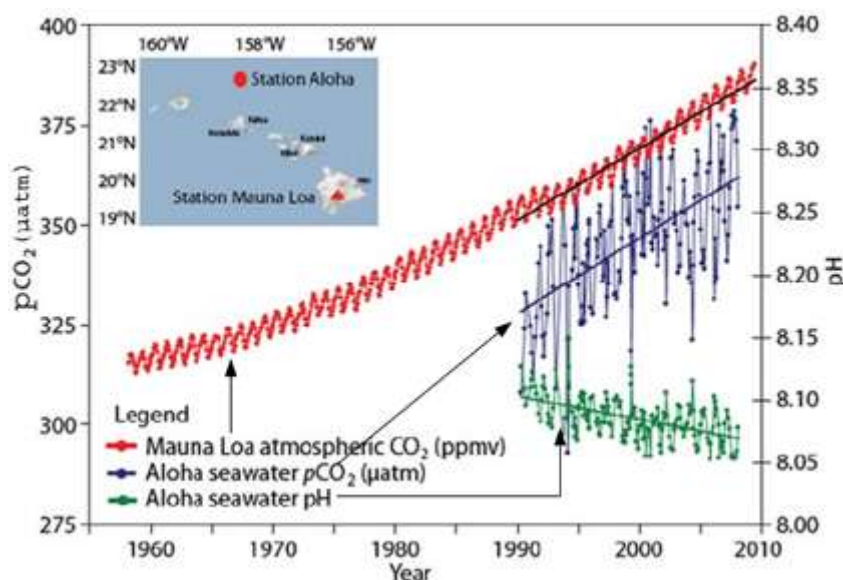 400
375
350
325
300
275
pCO₂ (µatm)
160°W 158°W 156°W
23°N
22°N
21°N
20°N
19°N
Station Aloha
Station Mauna Loa
8.40
8.35
8.30
8.25
8.20
8.15
8.10
8.05
8.00
pH
Legend
Mauna Loa atmospheric CO₂ (ppmv)
Aloha seawater pCO₂ (µatm)
Aloha seawater pH
1960 1970 1980 1990 2000 2010
Year